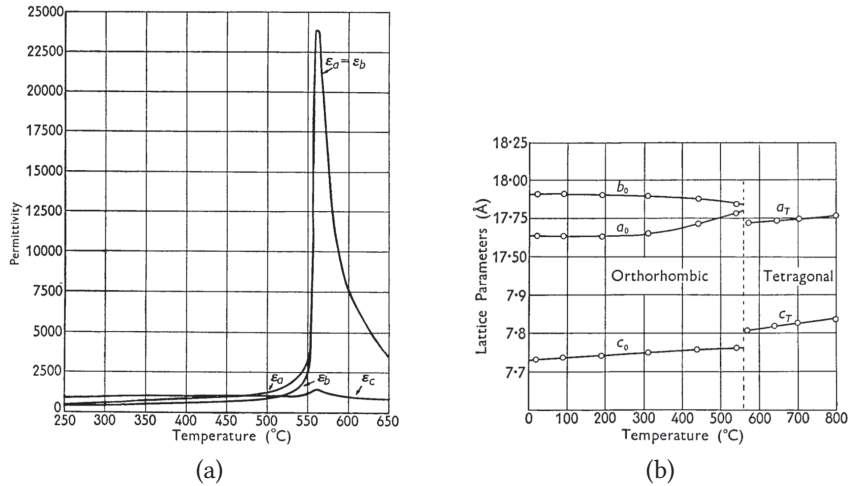 25000
22500
20000
17500
15000
12500
10000
7500
5000
2500
0
Permittivity
εa=εb
εa
εb
εc
250 300 350 400 450 500 550 600 650
Temperature (°C)
(a)
18·25
18·00
17·75
17·50
7·9
7·8
7·7
Lattice Parameters (Å)
b₀
a₀
aT
Orthorhombic
Tetragonal
cT
c₀
0 100 200 300 400 500 600 700 800
Temperature (°C)
(b)